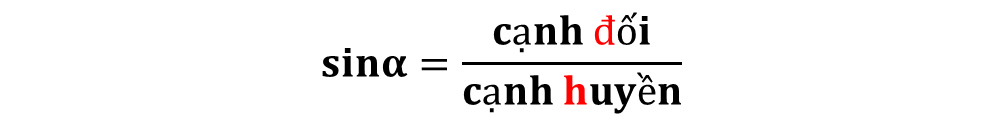 cạnh đối
sinα =
cạnh huyền